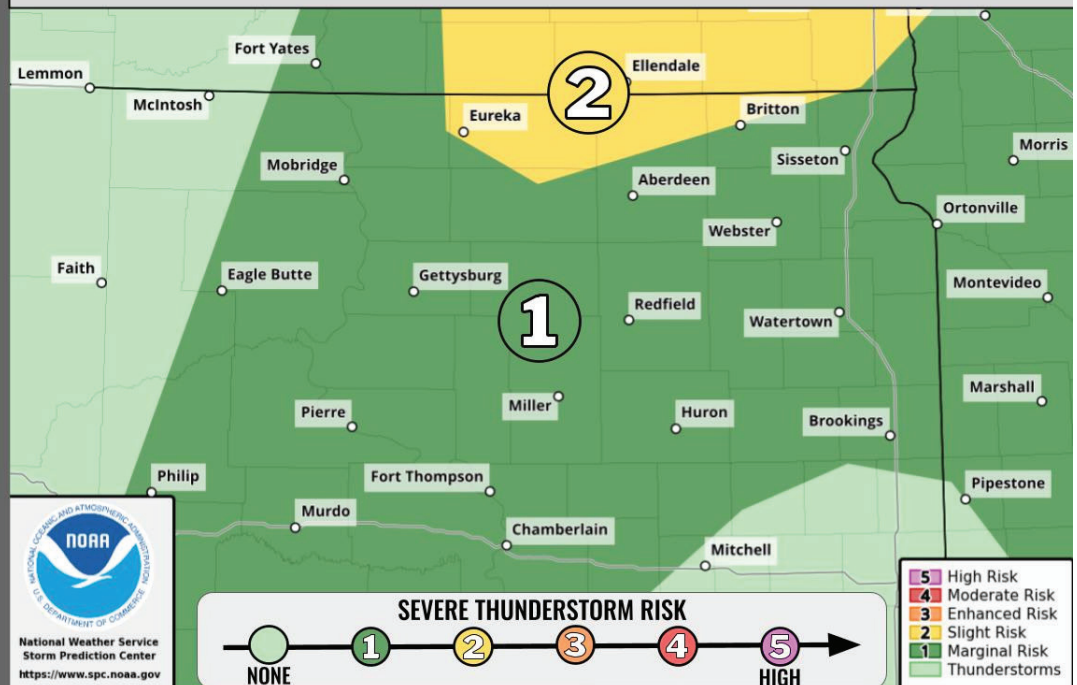 Fort Yates
Lemmon
McIntosh
Ellendale
2
Eureka
Britton
Sisseton
Morris
Mobridge
Aberdeen
Ortonville
Webster
Faith
Eagle Butte
Gettysburg
Montevideo
1
Redfield
Watertown
Marshall
Pierre
Miller
Huron
Brookings
Philip
Fort Thompson
Pipestone
Murdo
Chamberlain
Mitchell
NATIONAL OCEANIC AND ATMOSPHERIC ADMINISTRATION
NOAA
U.S. DEPARTMENT OF COMMERCE
National Weather Service
Storm Prediction Center
https://www.spc.noaa.gov
SEVERE THUNDERSTORM RISK
1 2 3 4 5
NONE HIGH
5 High Risk
4 Moderate Risk
3 Enhanced Risk
2 Slight Risk
1 Marginal Risk
Thunderstorms